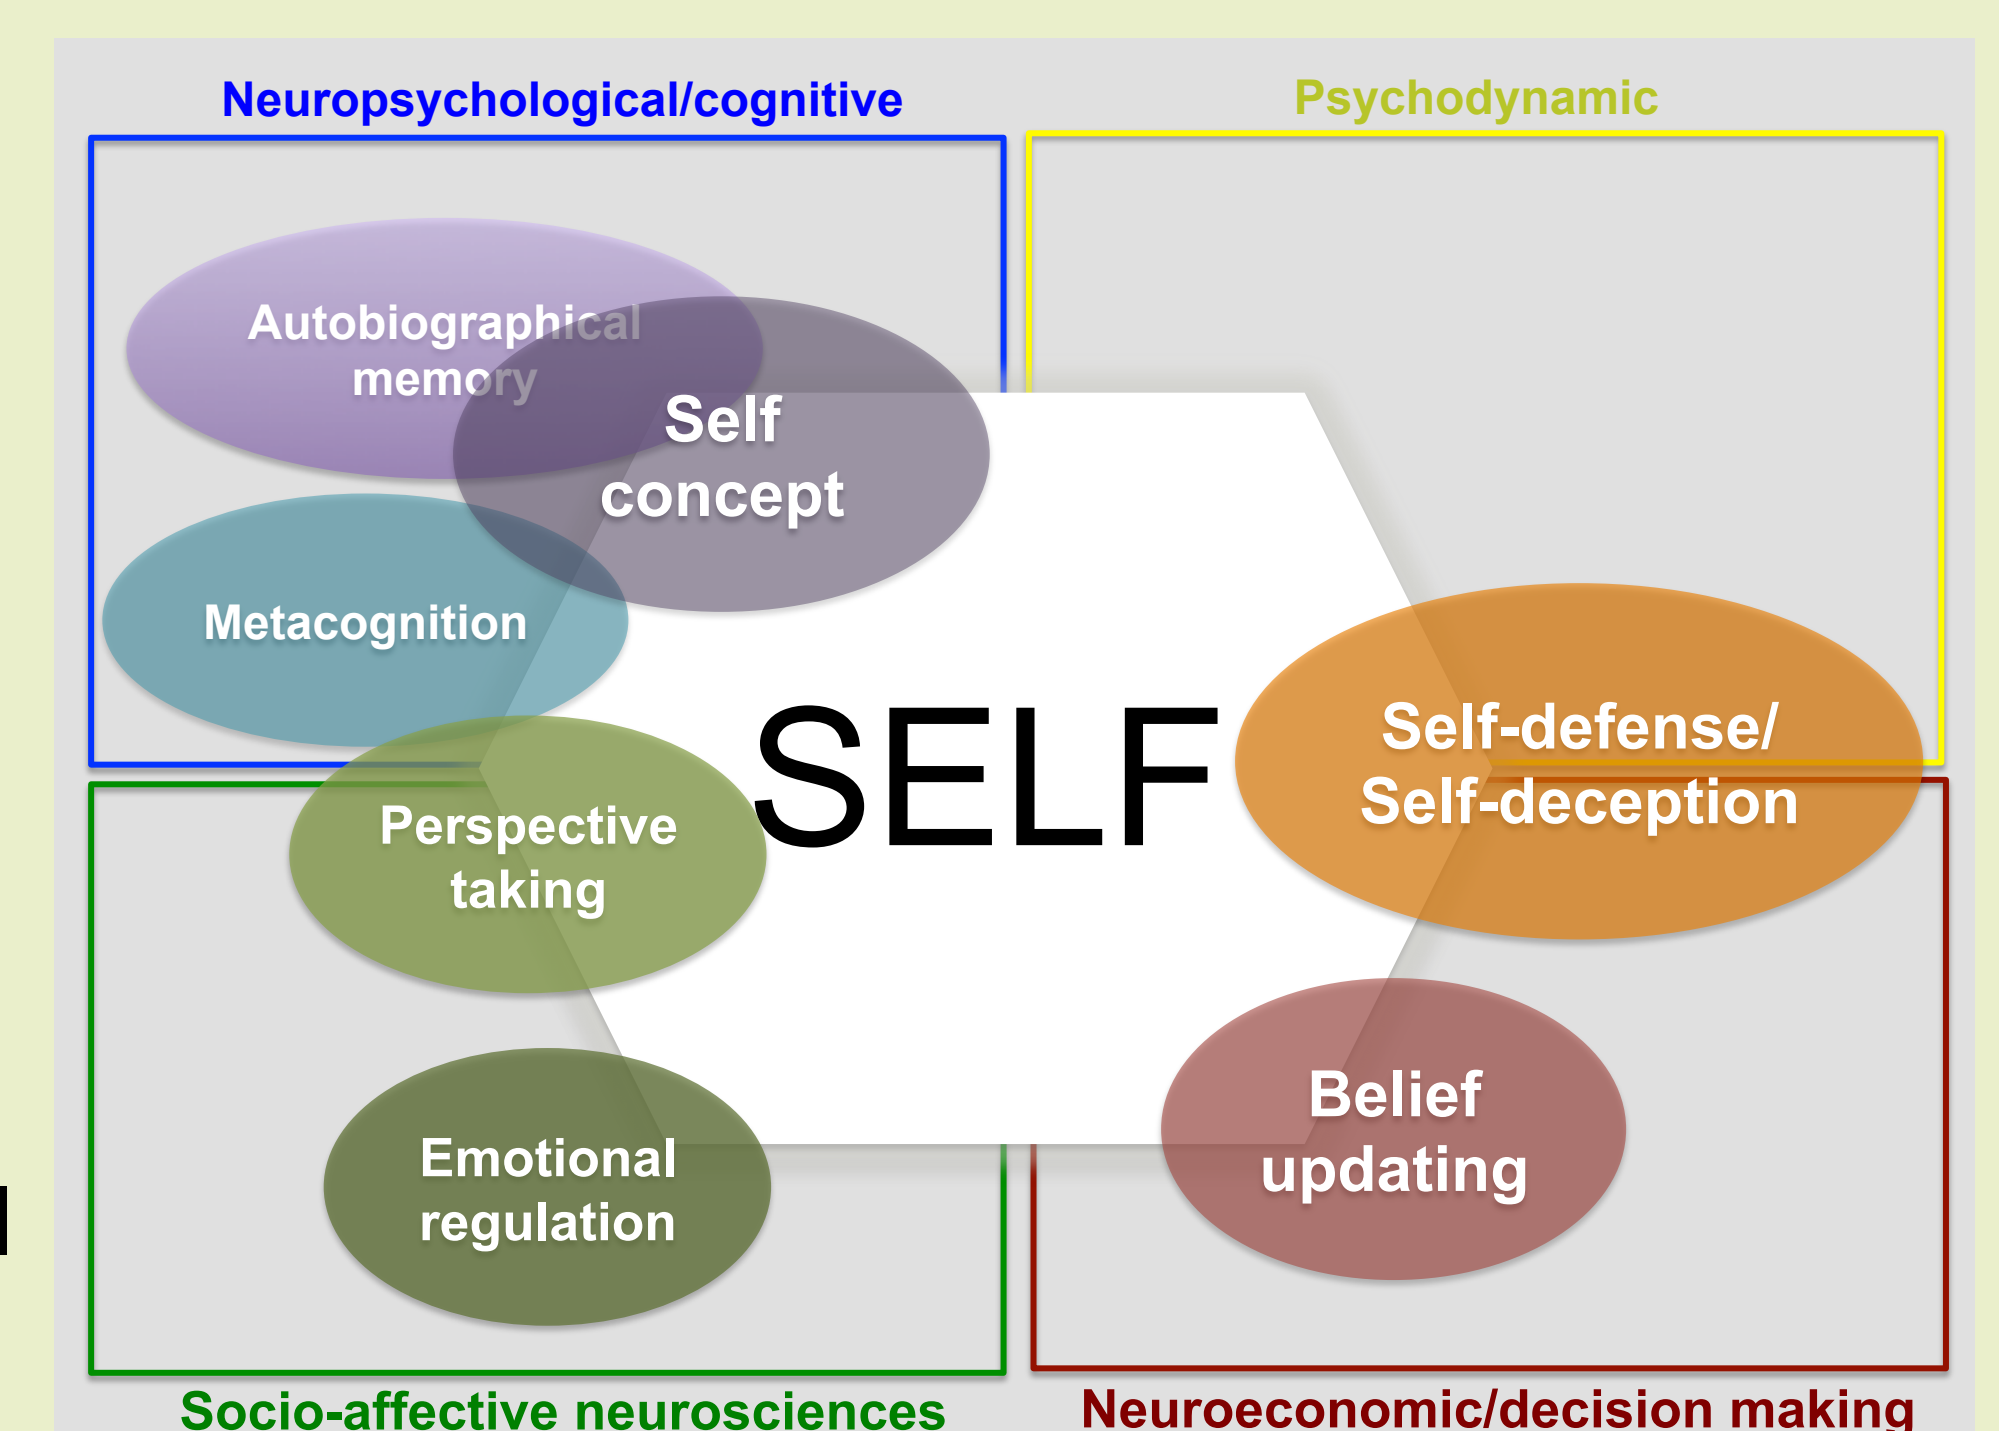 Neuropsychological/cognitive
Psychodynamic
Autobiographical
memory
Self
concept
Metacognition
SELF
Self-defense/
Self-deception
Perspective
taking
Belief
updating
Emotional
regulation
Socio-affective neurosciences
Neuroeconomic/decision making